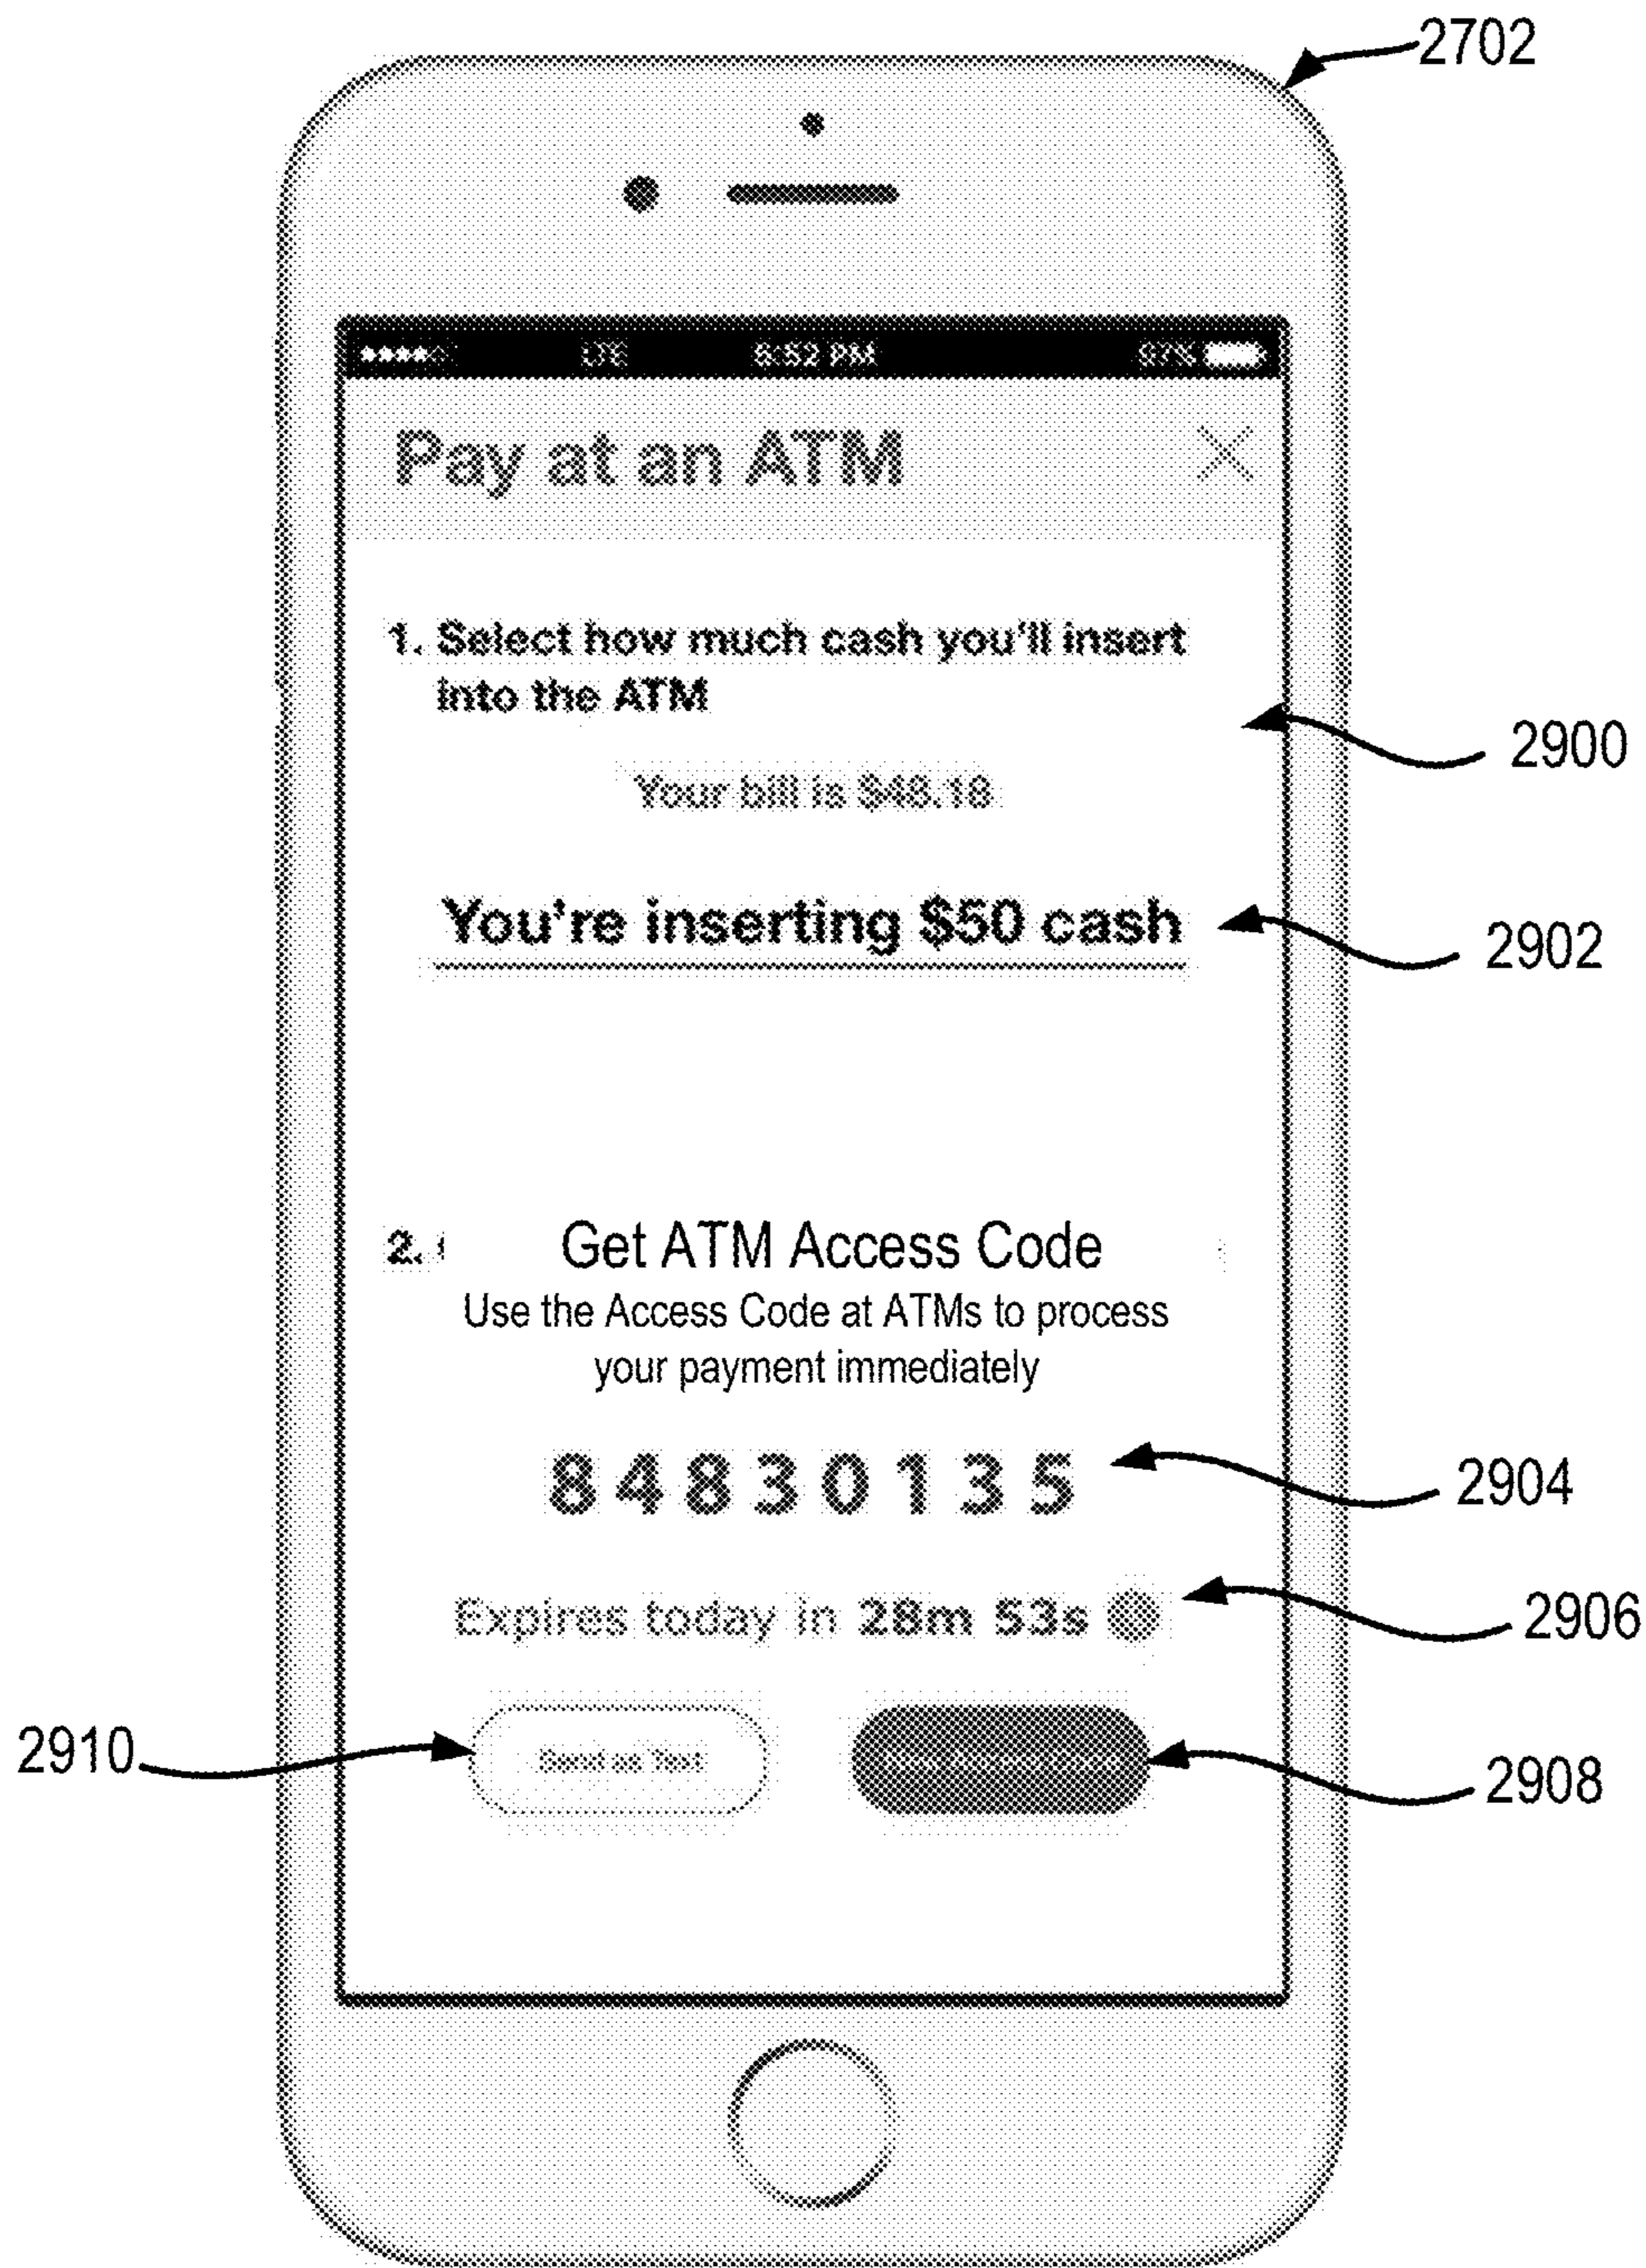 2702
LTE 6:52 PM 97%
Pay at an ATM
1. Select how much cash you'll insert
into the ATM
2900
Your bill is $48.18
You're inserting $50 cash
2902
2. Get ATM Access Code
Use the Access Code at ATMs to process
your payment immediately
84830135
2904
Expires today in 28m 53s
2906
2910
Send as Text
2908